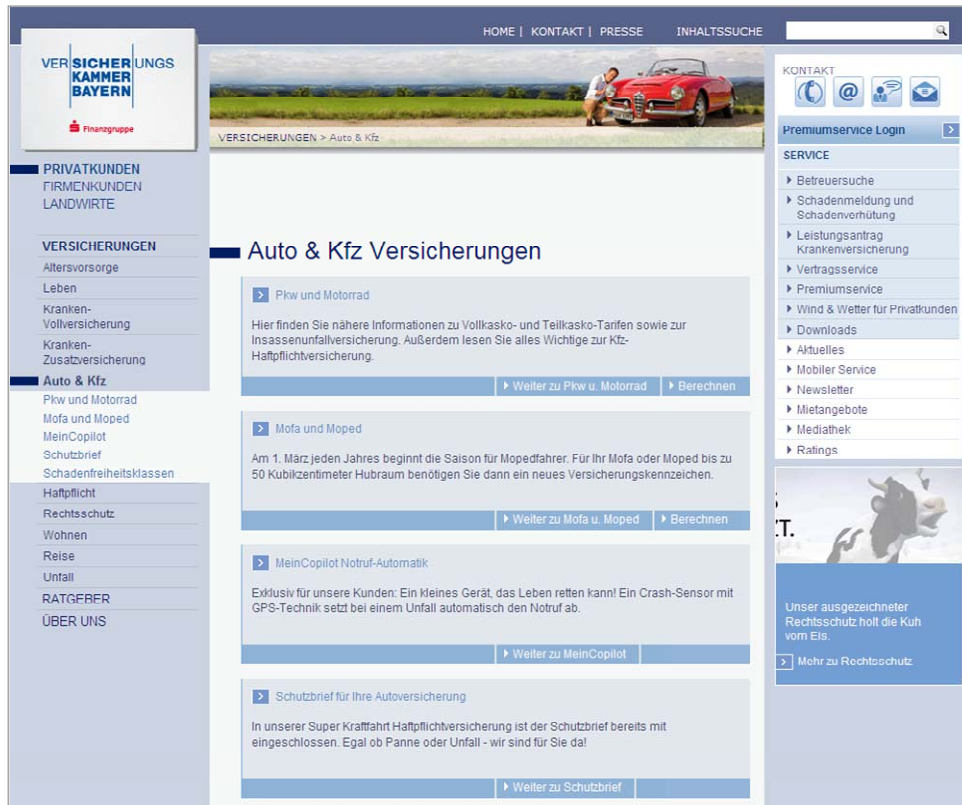 HOME | KONTAKT | PRESSE INHALTSSUCHE
VERSICHERUNGS
KAMMER
BAYERN
Finanzgruppe
VERSICHERUNGEN > Auto & Kfz
PRIVATKUNDEN
FIRMENKUNDEN
LANDWIRTE
VERSICHERUNGEN
Altersvorsorge
Leben
Kranken-
Vollversicherung
Kranken-
Zusatzversicherung
Auto & Kfz
Pkw und Motorrad
Mofa und Moped
MeinCopilot
Schutzbrief
Schadenfreiheitsklassen
Haftpflicht
Rechtsschutz
Wohnen
Reise
Unfall
RATGEBER
ÜBER UNS
Auto & Kfz Versicherungen
Pkw und Motorrad
Hier finden Sie nähere Informationen zu Vollkasko- und Teilkasko-Tarifen sowie zur
Insassenunfallversicherung. Außerdem lesen Sie alles Wichtige zur Kfz-
Haftpflichtversicherung.
Weiter zu Pkw u. Motorrad Berechnen
Mofa und Moped
Am 1. März jeden Jahres beginnt die Saison für Mopedfahrer. Für Ihr Mofa oder Moped bis zu
50 Kubikzentimeter Hubraum benötigen Sie dann ein neues Versicherungskennzeichen.
Weiter zu Mofa u. Moped Berechnen
MeinCopilot Notruf-Automatik
Exklusiv für unsere Kunden: Ein kleines Gerät, das Leben retten kann! Ein Crash-Sensor mit
GPS-Technik setzt bei einem Unfall automatisch den Notruf ab.
Weiter zu MeinCopilot
Schutzbrief für Ihre Autoversicherung
In unserer Super Kraftfahrt Haftpflichtversicherung ist der Schutzbrief bereits mit
eingeschlossen. Egal ob Panne oder Unfall - wir sind für Sie da!
Weiter zu Schutzbrief
KONTAKT
@
Premiumservice Login
SERVICE
Betreuersuche
Schadenmeldung und
Schadenverhütung
Leistungsantrag
Krankenversicherung
Vertragsservice
Premiumservice
Wind & Wetter für Privatkunden
Downloads
Aktuelles
Mobiler Service
Newsletter
Mietangebote
Mediathek
Ratings
ZT.
Unser ausgezeichneter
Rechtsschutz holt die Kuh
vom Eis.
Mehr zu Rechtsschutz